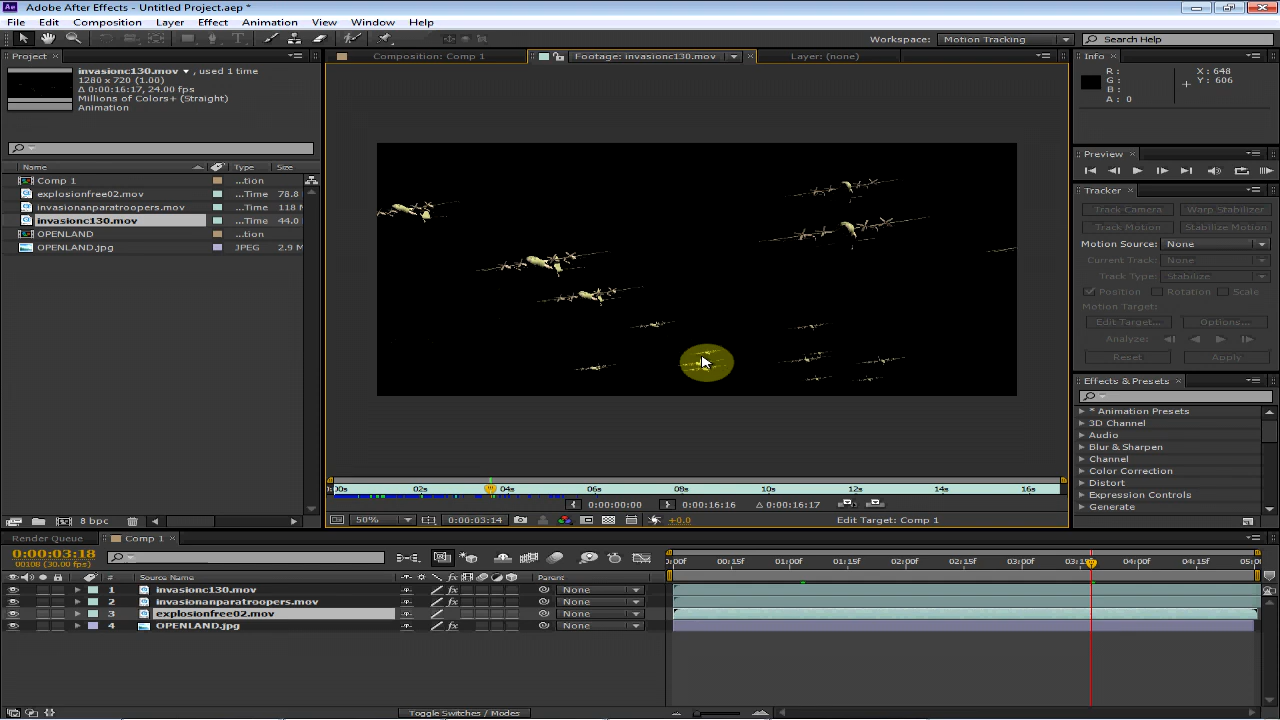 Adobe After Effects - Untitled Project.aep *
File Edit Composition Layer Effect Animation View Window Help
Workspace: Motion Tracking Search Help
Project
invasionc130.mov ▾ , used 1 time
1280 x 720 (1.00)
Δ 0:00:16:17, 24.00 fps
Millions of Colors+ (Straight)
Animation
Name Type Size
Comp 1 ...tion
explosionfree02.mov ...Time 78.8
invasionanparatroopers.mov ...Time 118 M
invasionc130.mov ...Time 44.0
OPENLAND ...tion
OPENLAND.jpg JPEG 2.9 M
8 bpc
Composition: Comp 1 Footage: invasionc130.mov Layer: (none)
:00s 02s 04s 06s 08s 10s 12s 14s 16s
0:00:00:00 0:00:16:16 Δ 0:00:16:17
50% 0:00:03:14 +0.0 Edit Target: Comp 1
Info
R: X: 648
G: Y: 606
B:
A: 0
Preview
Tracker
Track Camera Warp Stabilizer
Track Motion Stabilize Motion
Motion Source: None
Current Track: None
Track Type: Stabilize
Position Rotation Scale
Motion Target:
Edit Target... Options...
Analyze:
Reset Apply
Effects & Presets
* Animation Presets
3D Channel
Audio
Blur & Sharpen
Channel
Color Correction
Distort
Expression Controls
Generate
Render Queue Comp 1
0:00:03:18
00108 (30.00 fps)
# Source Name fx Parent
1 invasionc130.mov fx None
2 invasionanparatroopers.mov fx None
3 explosionfree02.mov None
4 OPENLAND.jpg fx None
:00f 00:15f 01:00f 01:15f 02:00f 02:15f 03:00f 03:15f 04:00f 04:15f 05:0
Toggle Switches / Modes